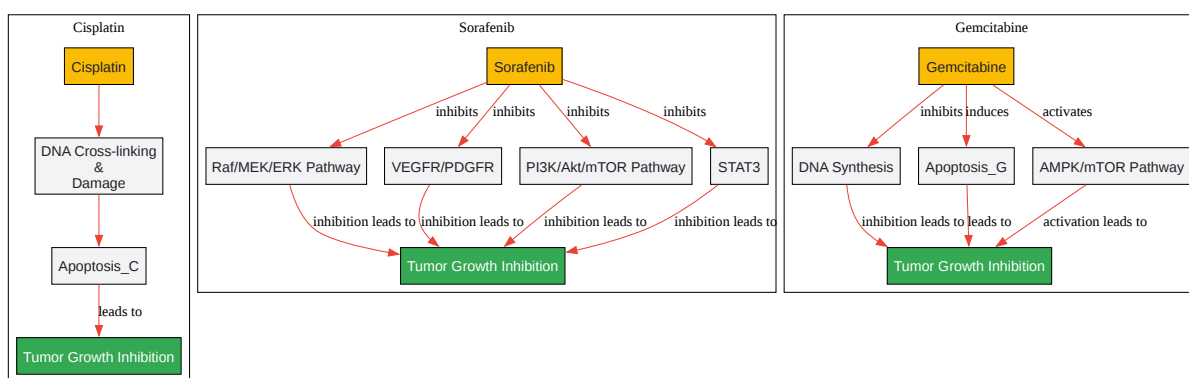 Cisplatin
Cisplatin
DNA Cross-linking
&
Damage
Apoptosis_C
leads to
Tumor Growth Inhibition
Sorafenib
Sorafenib
inhibits
inhibits
inhibits
inhibits
Raf/MEK/ERK Pathway
VEGFR/PDGFR
PI3K/Akt/mTOR Pathway
STAT3
inhibition leads to
inhibition leads to
inhibition leads to
inhibition leads to
Tumor Growth Inhibition
Gemcitabine
Gemcitabine
inhibits
induces
activates
DNA Synthesis
Apoptosis_G
AMPK/mTOR Pathway
inhibition leads to
leads to
activation leads to
Tumor Growth Inhibition